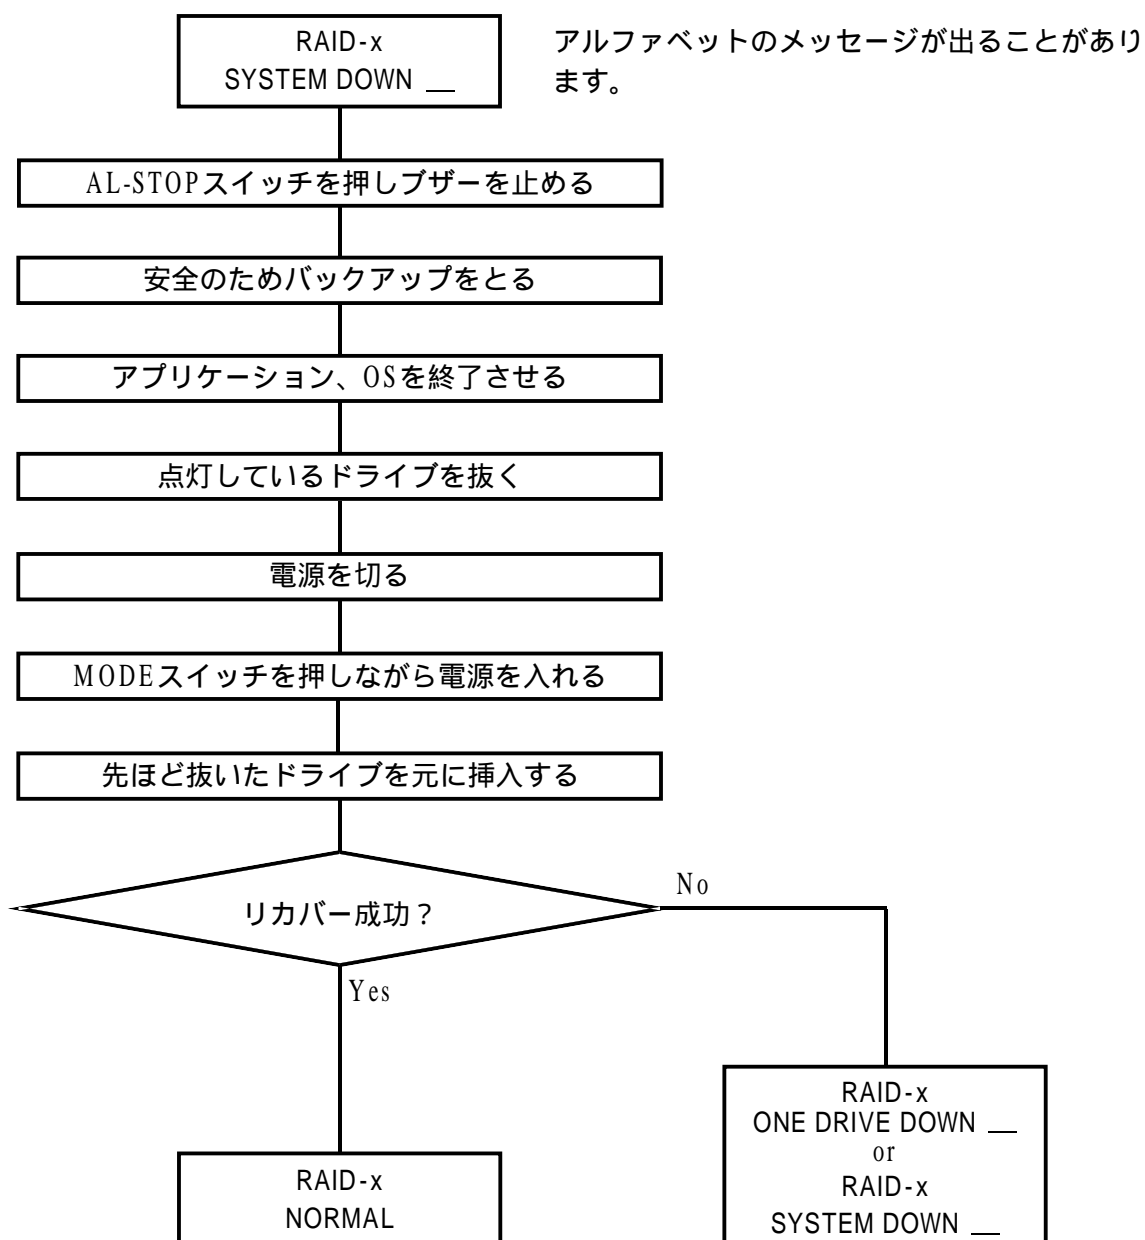 RAID-x
SYSTEM DOWN __
アルファベットのメッセージが出ることがあり
ます。
AL-STOPスイッチを押しブザーを止める
安全のためバックアップをとる
アプリケーション、OSを終了させる
点灯しているドライブを抜く
電源を切る
MODEスイッチを押しながら電源を入れる
先ほど抜いたドライブを元に挿入する
リカバー成功？
No
Yes
RAID-x
NORMAL
RAID-x
ONE DRIVE DOWN __
or
RAID-x
SYSTEM DOWN __